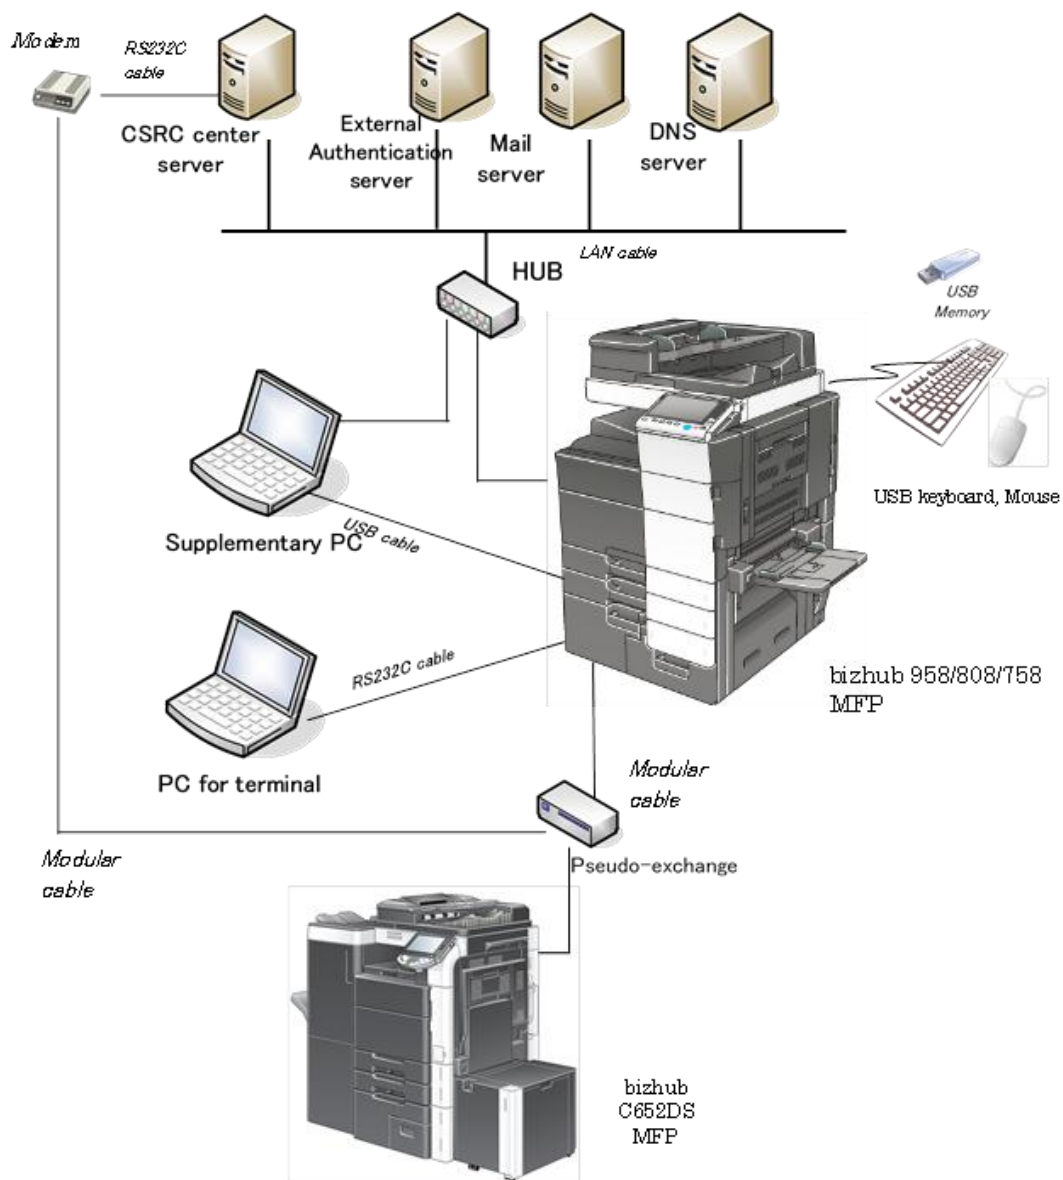 Modem
RS232C
cable
CSRC center
server
External
Authentication
server
Mail
server
DNS
server
LAN cable
HUB
USB
Memory
USB keyboard, Mouse
Supplementary PC
USB cable
RS232C cable
PC for terminal
bizhub 958/808/758
MFP
Modular
cable
Modular
cable
Pseudo-exchange
bizhub
C652DS
MFP